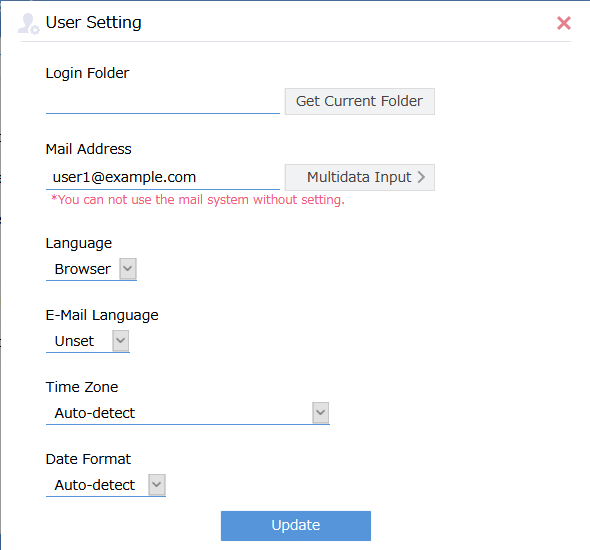 User Setting
Login Folder
Get Current Folder
Mail Address
user1@example.com
Multidata Input
*You can not use the mail system without setting.
Language
Browser
E-Mail Language
Unset
Time Zone
Auto-detect
Date Format
Auto-detect
Update